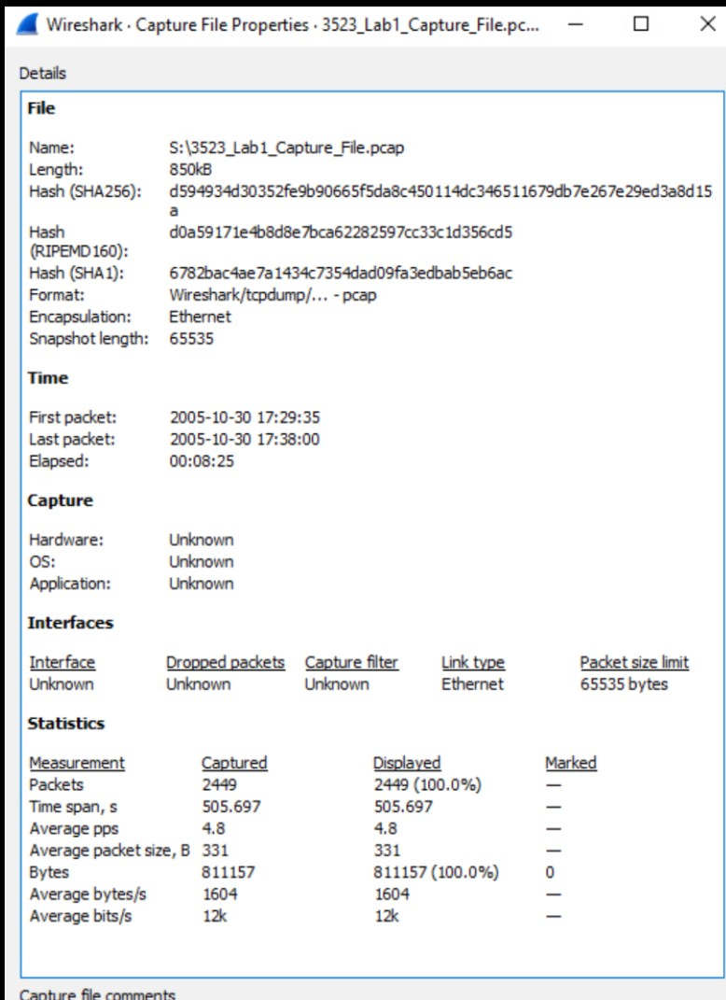 Wireshark · Capture File Properties · 3523_Lab1_Capture_File.pc...
Details
File
Name: S:\3523_Lab1_Capture_File.pcap
Length: 850kB
Hash (SHA256): d594934d30352fe9b90665f5da8c450114dc346511679db7e267e29ed3a8d15
a
Hash d0a59171e4b8d8e7bca62282597cc33c1d356cd5
(RIPEMD160):
Hash (SHA1): 6782bac4ae7a1434c7354dad09fa3edbab5eb6ac
Format: Wireshark/tcpdump/... - pcap
Encapsulation: Ethernet
Snapshot length: 65535
Time
First packet: 2005-10-30 17:29:35
Last packet: 2005-10-30 17:38:00
Elapsed: 00:08:25
Capture
Hardware: Unknown
OS: Unknown
Application: Unknown
Interfaces
Interface Dropped packets Capture filter Link type Packet size limit
Unknown Unknown Unknown Ethernet 65535 bytes
Statistics
Measurement Captured Displayed Marked
Packets 2449 2449 (100.0%) —
Time span, s 505.697 505.697 —
Average pps 4.8 4.8 —
Average packet size, B 331 331 —
Bytes 811157 811157 (100.0%) 0
Average bytes/s 1604 1604 —
Average bits/s 12k 12k —
Capture file comments